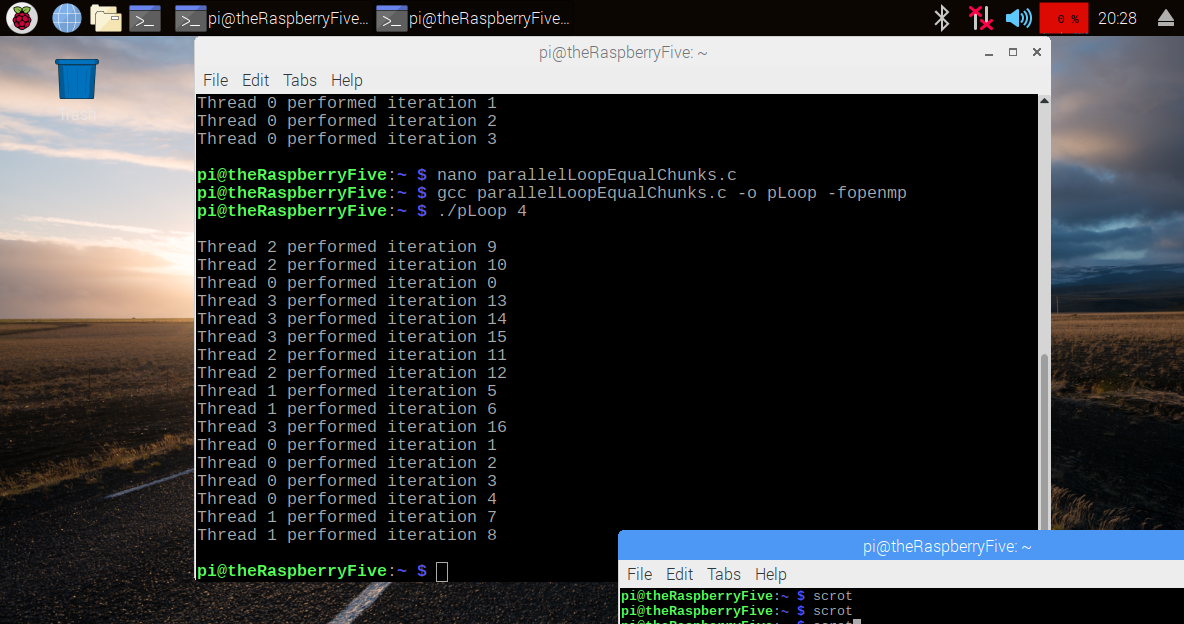 pi@theRaspberryFive... pi@theRaspberryFive... 0 % 20:28
Trash
pi@theRaspberryFive: ~
File Edit Tabs Help
Thread 0 performed iteration 1
Thread 0 performed iteration 2
Thread 0 performed iteration 3
pi@theRaspberryFive:~ $ nano parallelLoopEqualChunks.c
pi@theRaspberryFive:~ $ gcc parallelLoopEqualChunks.c -o pLoop -fopenmp
pi@theRaspberryFive:~ $ ./pLoop 4
Thread 2 performed iteration 9
Thread 2 performed iteration 10
Thread 0 performed iteration 0
Thread 3 performed iteration 13
Thread 3 performed iteration 14
Thread 3 performed iteration 15
Thread 2 performed iteration 11
Thread 2 performed iteration 12
Thread 1 performed iteration 5
Thread 1 performed iteration 6
Thread 3 performed iteration 16
Thread 0 performed iteration 1
Thread 0 performed iteration 2
Thread 0 performed iteration 3
Thread 0 performed iteration 4
Thread 1 performed iteration 7
Thread 1 performed iteration 8
pi@theRaspberryFive:~ $
pi@theRaspberryFive: ~
File Edit Tabs Help
pi@theRaspberryFive:~ $ scrot
pi@theRaspberryFive:~ $ scrot
pi@theRaspberryFive:~ $ scrot